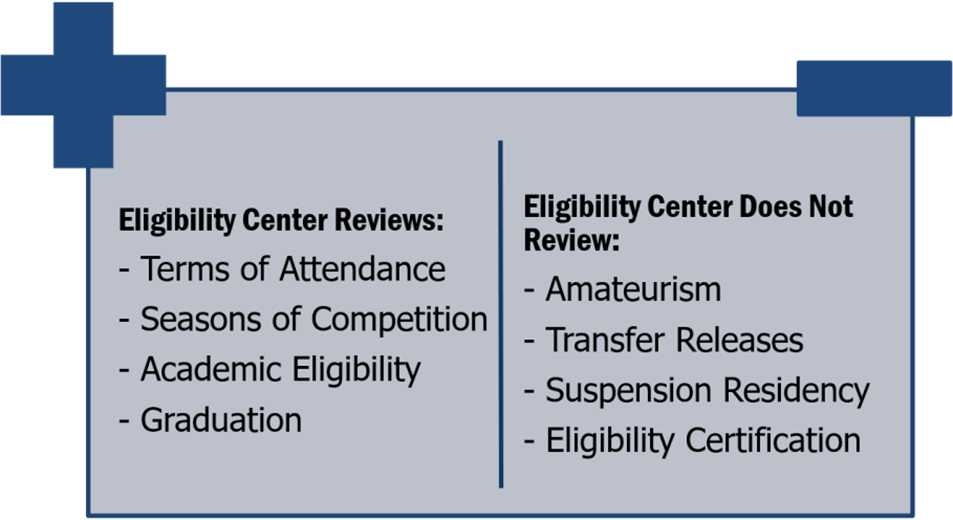 Eligibility Center Reviews:
- Terms of Attendance
- Seasons of Competition
- Academic Eligibility
- Graduation
Eligibility Center Does Not
Review:
- Amateurism
- Transfer Releases
- Suspension Residency
- Eligibility Certification